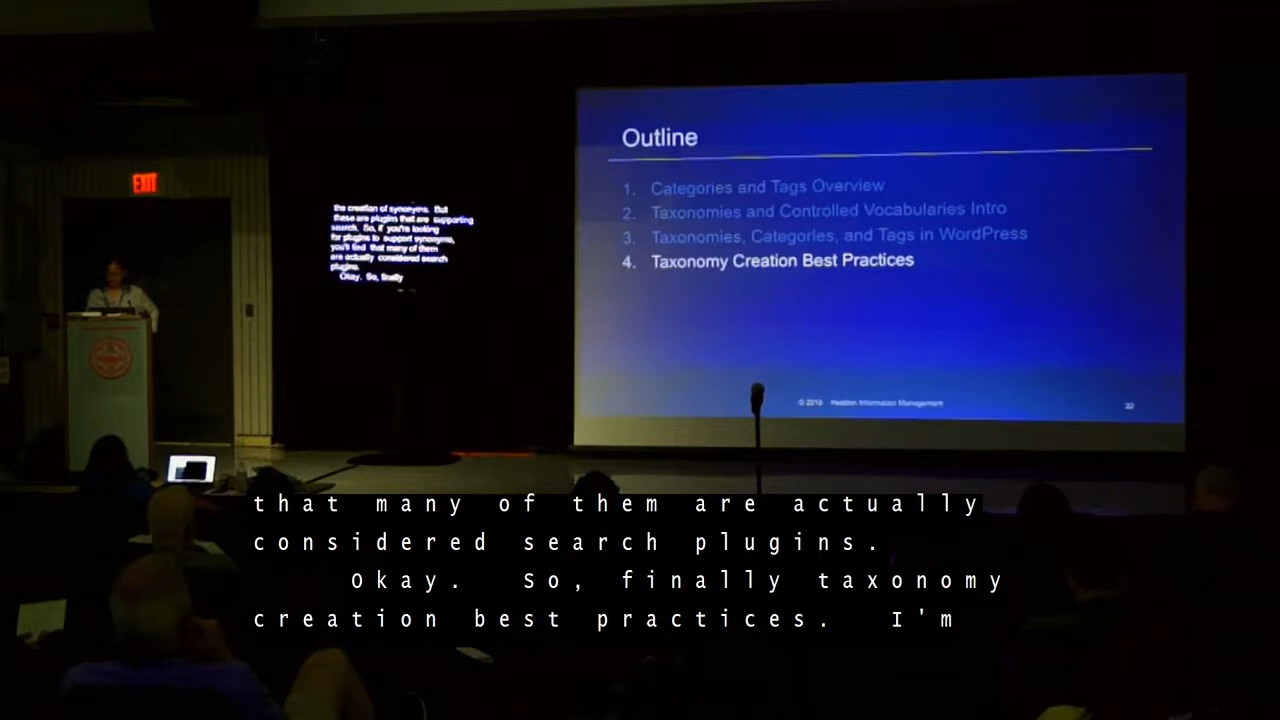 EXIT
the creation of synonyms. But
these are plugins that are supporting
search. So, if you're looking
for plugins to support synonyms,
you'll find that many of them
are actually considered search
plugins.
Okay. So, finally
Outline
1. Categories and Tags Overview
2. Taxonomies and Controlled Vocabularies Intro
3. Taxonomies, Categories, and Tags in WordPress
4. Taxonomy Creation Best Practices
Information Management
that many of them are actually
considered search plugins.
Okay. So, finally taxonomy
creation best practices. I'm